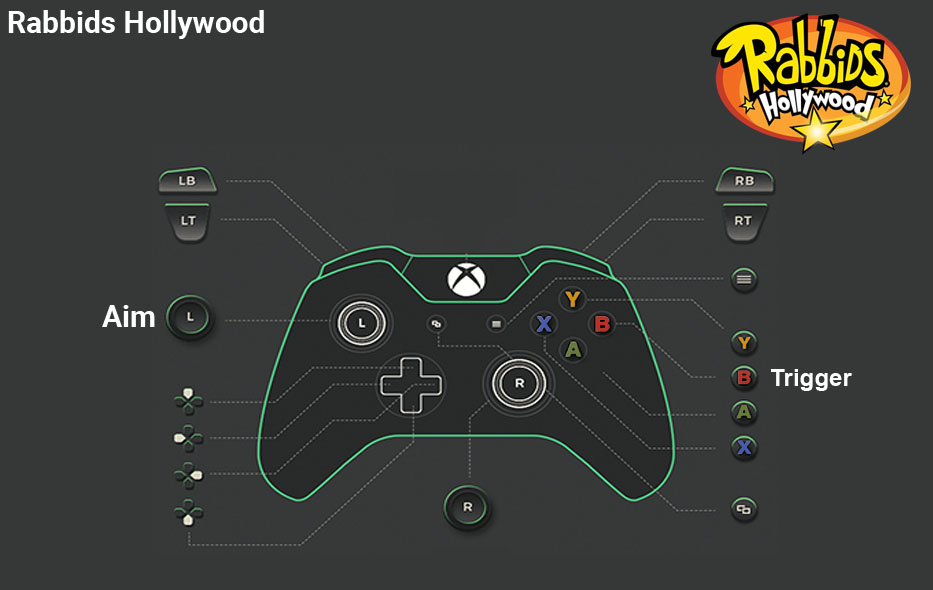 Rabbids Hollywood
Rabbids
Hollywood
LB
RB
LT
RT
Aim
L
L
Y
X
B
A
R
Y
B
Trigger
A
X
R